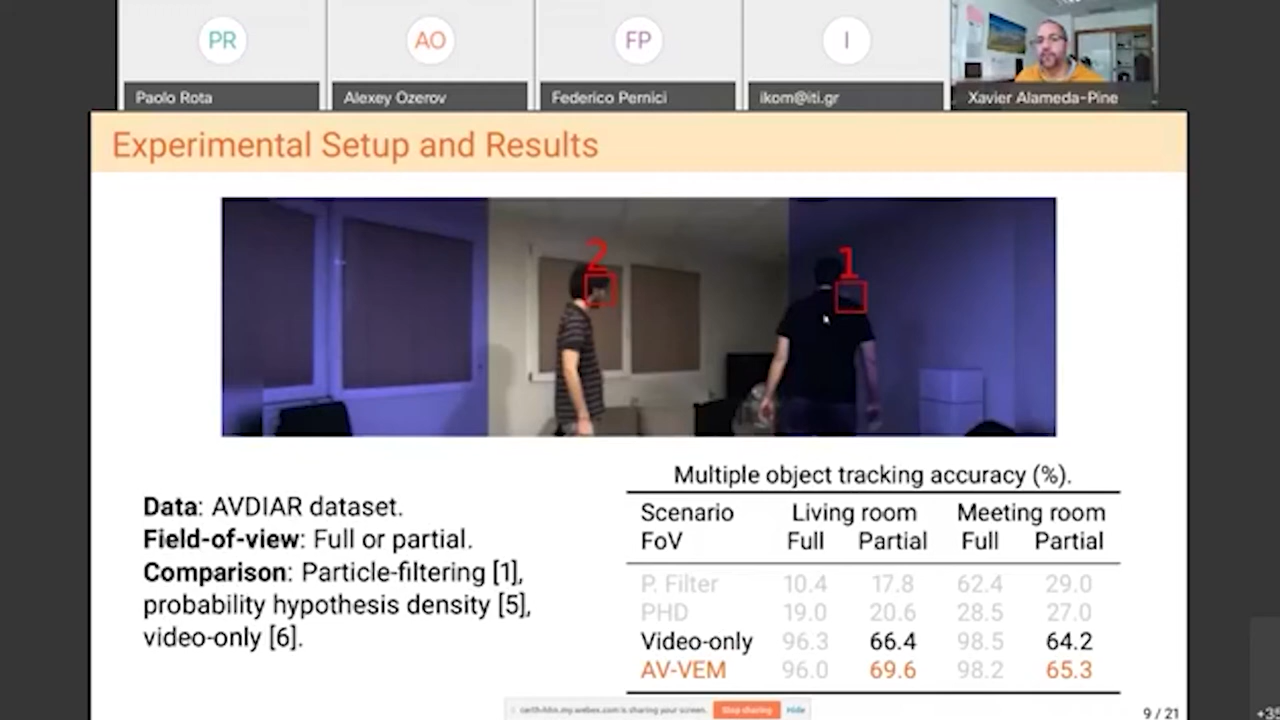 PR
AO
FP
I
Paolo Rota
Alexey Ozerov
Federico Pernici
ikom@iti.gr
Xavier Alameda-Pine
Experimental Setup and Results
2
1
Data: AVDIAR dataset.
Field-of-view: Full or partial.
Comparison: Particle-filtering [1],
probability hypothesis density [5],
video-only [6].
Multiple object tracking accuracy (%).
Scenario Living room Meeting room
FoV Full Partial Full Partial
P. Filter 10.4 17.8 62.4 29.0
PHD 19.0 20.6 28.5 27.0
Video-only 96.3 66.4 98.5 64.2
AV-VEM 96.0 69.6 98.2 65.3
is sharing your screen. Stop sharing Hide
9 / 21